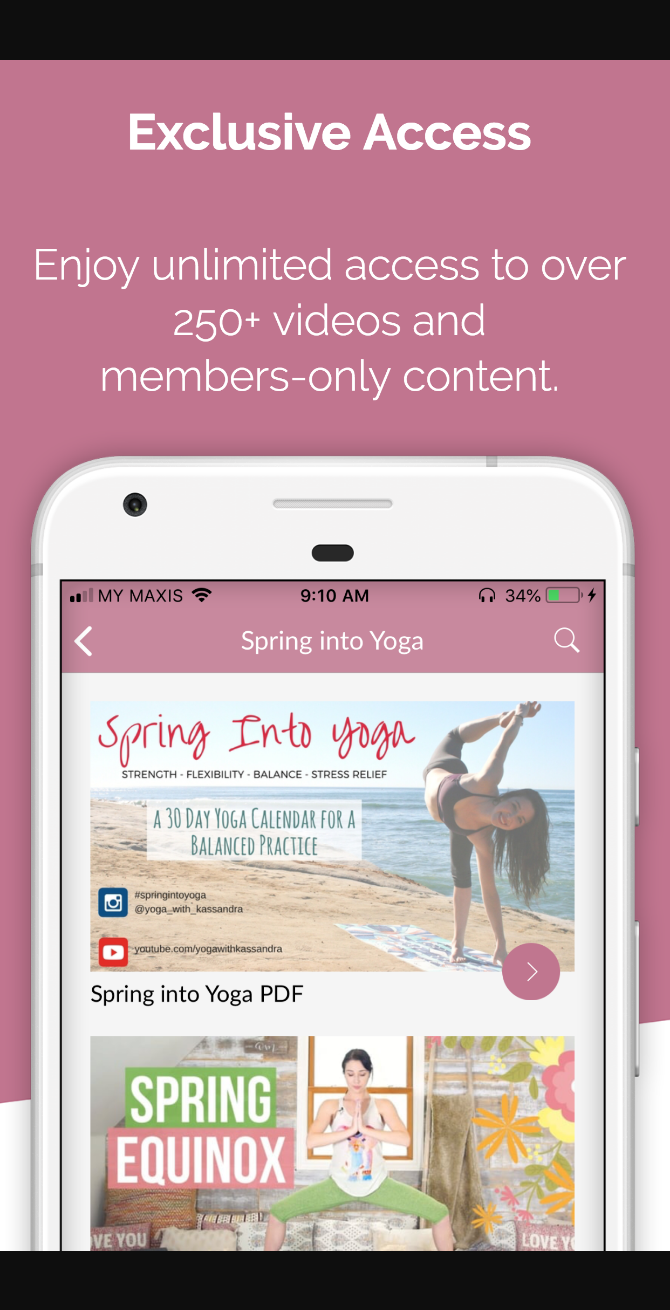 Exclusive Access
Enjoy unlimited access to over
250+ videos and
members-only content.
MY MAXIS 9:10 AM 34%
Spring into Yoga
Spring Into Yoga
STRENGTH - FLEXIBILITY - BALANCE - STRESS RELIEF
A 30 DAY YOGA CALENDAR FOR A
BALANCED PRACTICE
#springintoyoga
@yoga_with_kassandra
youtube.com/yogawithkassandra
Spring into Yoga PDF
SPRING
EQUINOX
VE YOU LOVE YO